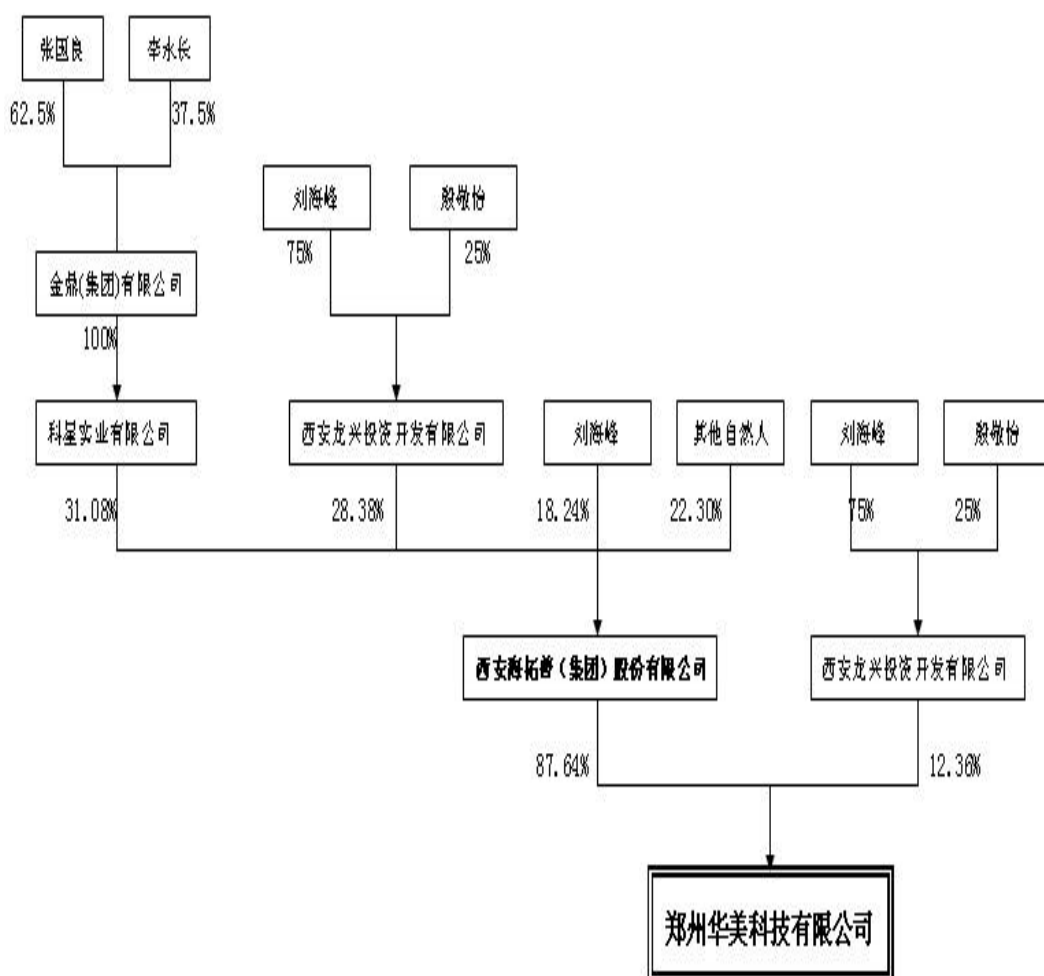 张国良
李永长
62.5%
37.5%
刘海峰
殷敬怡
75%
25%
金鼎(集团)有限公司
100%
科星实业有限公司
西安龙兴投资开发有限公司
刘海峰
其他自然人
刘海峰
殷敬怡
31.08%
28.38%
18.24%
22.30%
75%
25%
西安海拓普(集团)股份有限公司
西安龙兴投资开发有限公司
87.64%
12.36%
郑州华美科技有限公司